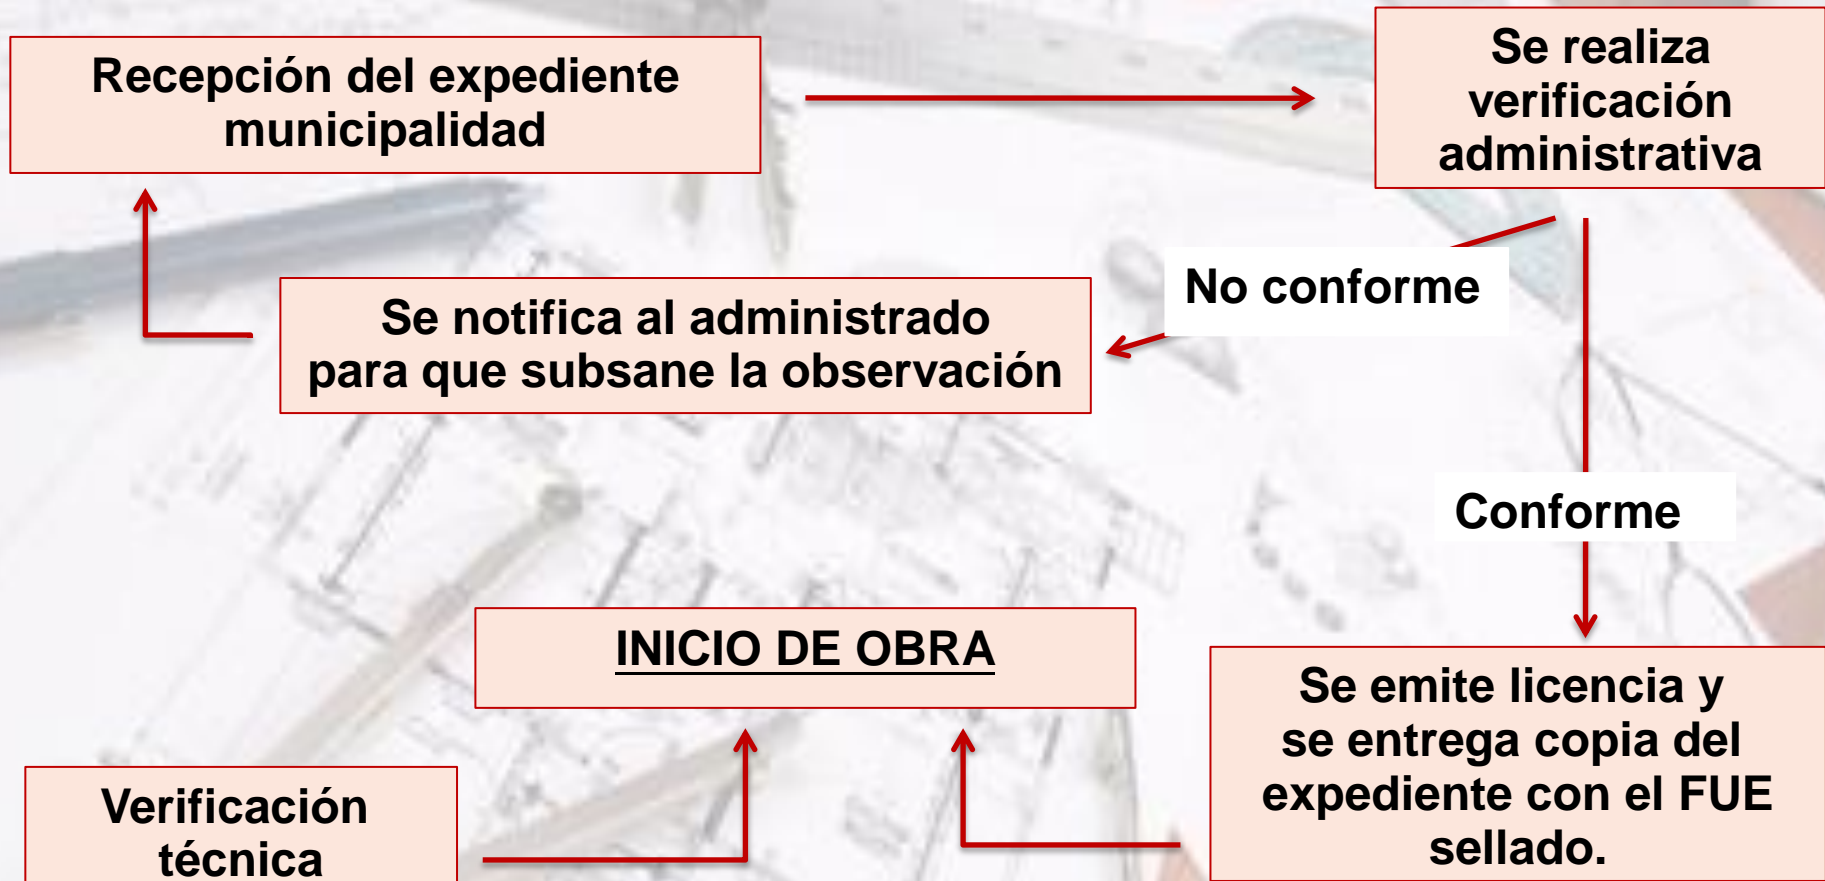 Recepción del expediente
municipalidad
Se realiza
verificación
administrativa
No conforme
Se notifica al administrado
para que subsane la observación
Conforme
INICIO DE OBRA
Se emite licencia y
se entrega copia del
expediente con el FUE
sellado.
Verificación
técnica